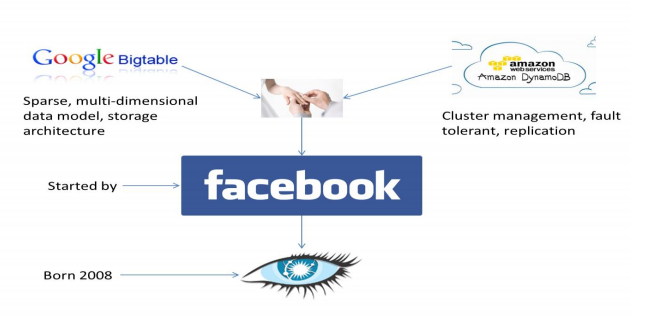 Google Bigtable
amazon
webservices
Amazon DynamoDB
Sparse, multi-dimensional
data model, storage
architecture
Cluster management, fault
tolerant, replication
Started by
facebook
Born 2008